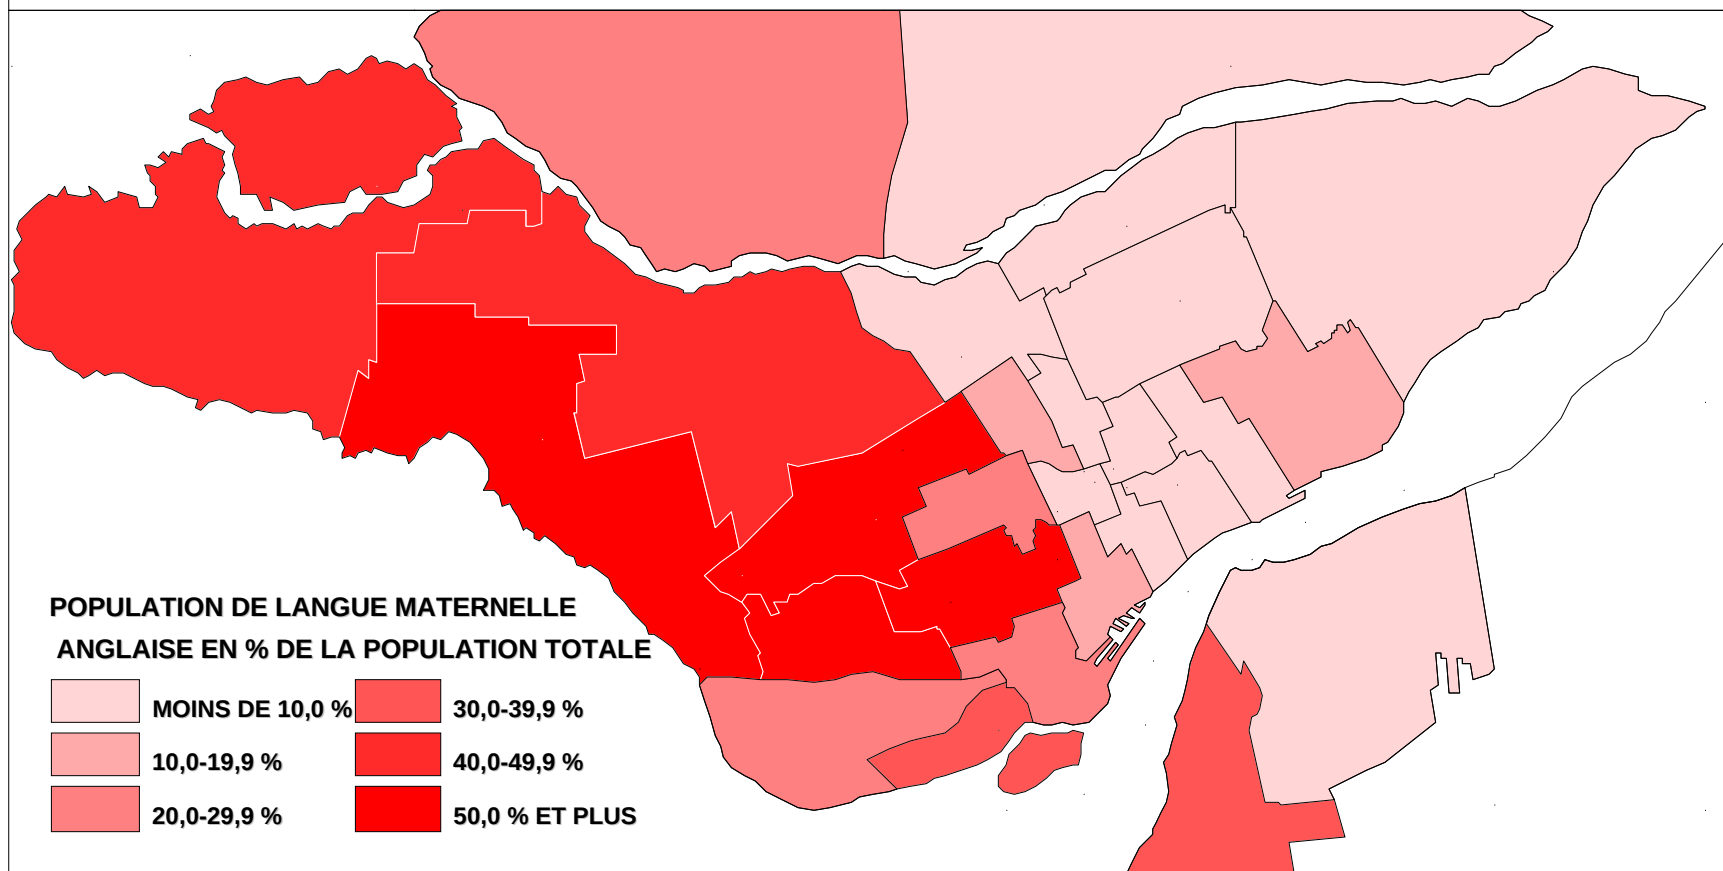 POPULATION DE LANGUE MATERNELLE
ANGLAISE EN % DE LA POPULATION TOTALE
MOINS DE 10,0 %
10,0-19,9 %
20,0-29,9 %
30,0-39,9 %
40,0-49,9 %
50,0 % ET PLUS